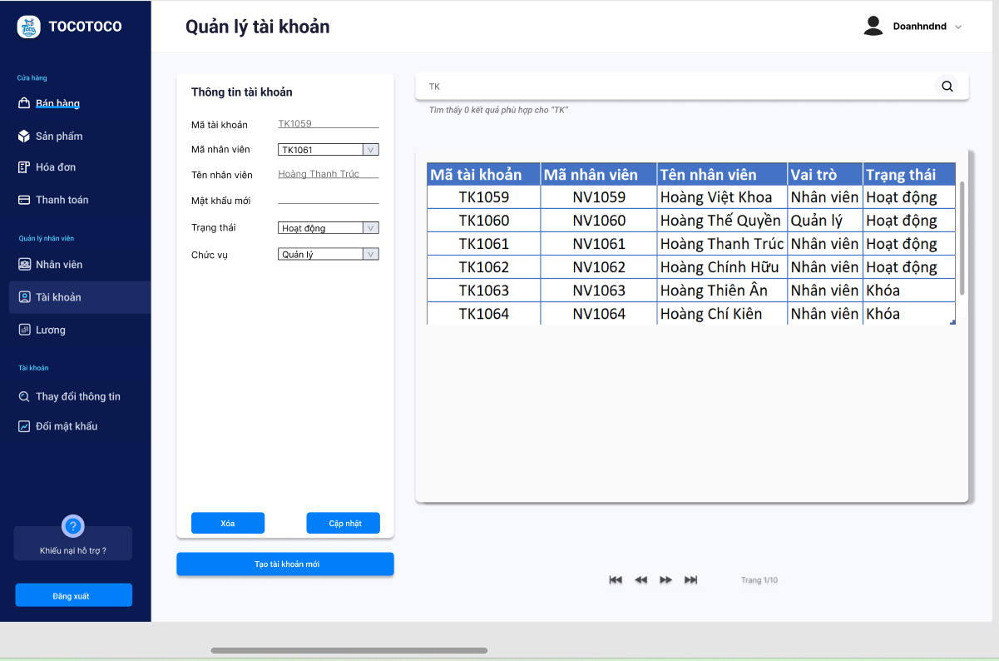 TOCOTOCO
Cửa hàng
Bán hàng
Sản phẩm
Hóa đơn
Thanh toán
Quản lý nhân viên
Nhân viên
Tài khoản
Lương
Tài khoản
Thay đổi thông tin
Đổi mật khẩu
?
Khiếu nại hỗ trợ ?
Đăng xuất
Quản lý tài khoản
Doanhndnd
Thông tin tài khoản
Mã tài khoản TK1059
Mã nhân viên TK1061
Tên nhân viên Hoàng Thanh Trúc
Mật khẩu mới
Trạng thái Hoạt động
Chức vụ Quản lý
Xóa Cập nhật
Tạo tài khoản mới
TK
Tìm thấy 0 kết quả phù hợp cho "TK"
Mã tài khoản Mã nhân viên Tên nhân viên Vai trò Trạng thái
TK1059 NV1059 Hoàng Việt Khoa Nhân viên Hoạt động
TK1060 NV1060 Hoàng Thế Quyền Quản lý Hoạt động
TK1061 NV1061 Hoàng Thanh Trúc Nhân viên Hoạt động
TK1062 NV1062 Hoàng Chính Hữu Nhân viên Hoạt động
TK1063 NV1063 Hoàng Thiên Ân Nhân viên Khóa
TK1064 NV1064 Hoàng Chí Kiên Nhân viên Khóa
Trang 1/10